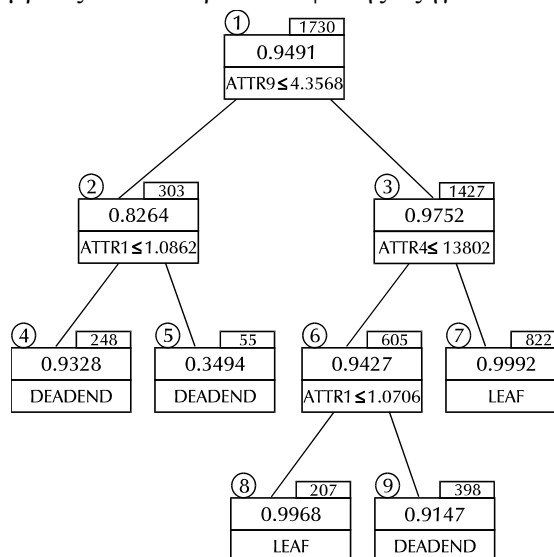 ① 1730
0.9491
ATTR9≤4.3568
② 303
0.8264
ATTR1≤1.0862
③ 1427
0.9752
ATTR4≤ 13802
④ 248
0.9328
DEADEND
⑤ 55
0.3494
DEADEND
⑥ 605
0.9427
ATTR1≤1.0706
⑦ 822
0.9992
LEAF
⑧ 207
0.9968
LEAF
⑨ 398
0.9147
DEADEND